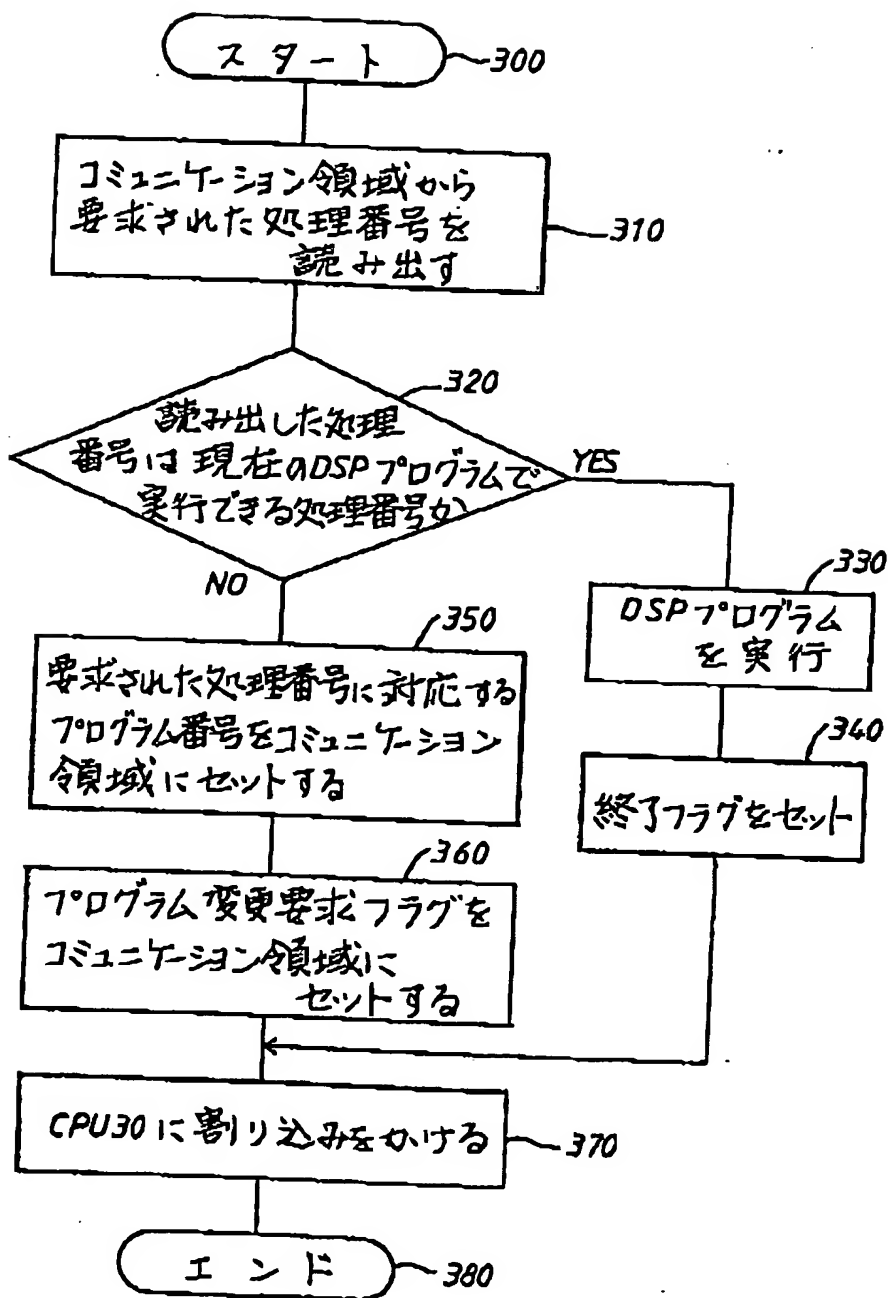 スタート
300
コミュニケーション領域から
要求された処理番号を
読み出す
310
320
読み出した処理
番号は現在のDSPプログラムで
実行できる処理番号か
YES
NO
330
DSPプログラム
を実行
340
終了フラグをセット
350
要求された処理番号に対応する
プログラム番号をコミュニケーション
領域にセットする
360
プログラム変更要求フラグを
コミュニケーション領域に
セットする
CPU30に割り込みをかける
370
エンド
380